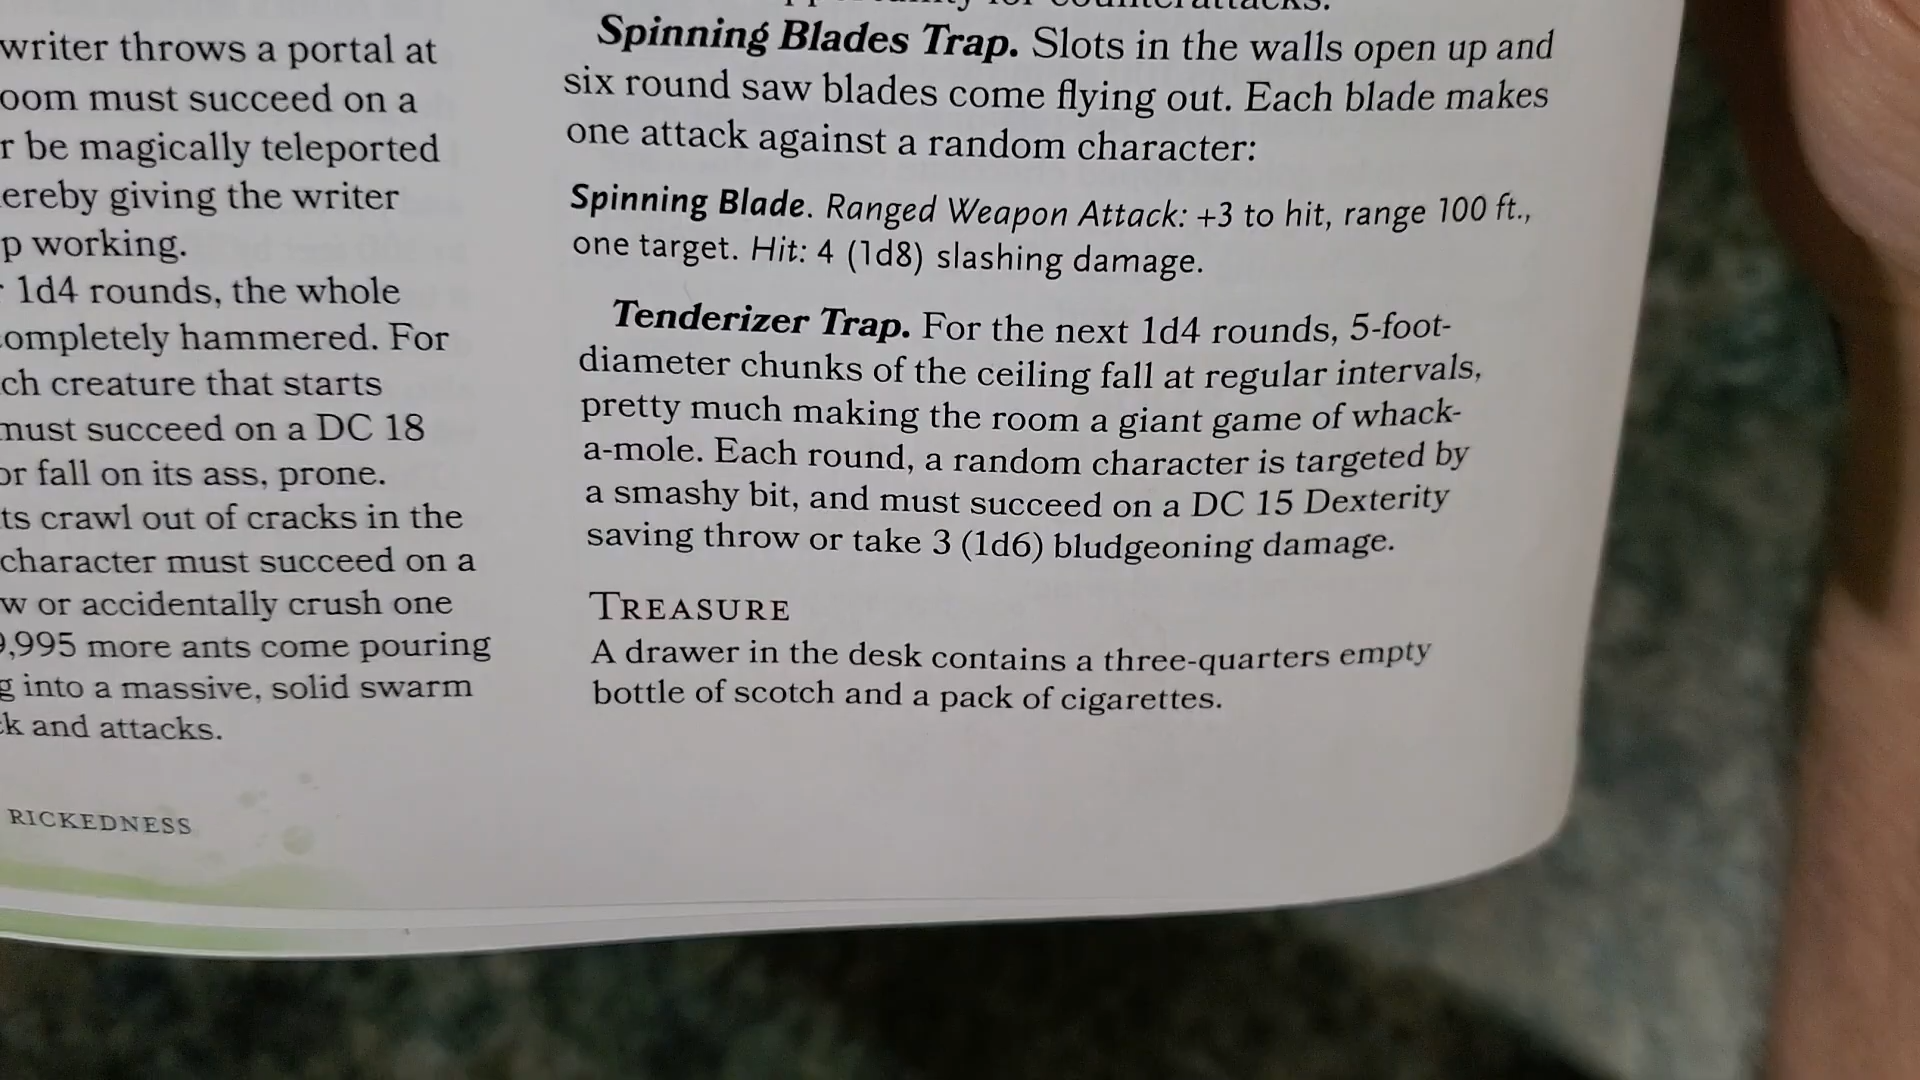 writer throws a portal at
must succeed on a
be magically teleported
giving the writer
working.
1d4 rounds, the whole
hammered. For
creature that starts
must succeed on a DC 18
or fall on its ass, prone.
crawl out of cracks in the
character must succeed on a
or accidentally crush one
more ants come pouring
into a massive, solid swarm
and attacks.
RICKEDNESS
for counterattacks.
Spinning Blades Trap. Slots in the walls open up and
six round saw blades come flying out. Each blade makes
one attack against a random character:
Spinning Blade. Ranged Weapon Attack: +3 to hit, range 100 ft.,
one target. Hit: 4 (1d8) slashing damage.
Tenderizer Trap. For the next 1d4 rounds, 5-foot-
diameter chunks of the ceiling fall at regular intervals,
pretty much making the room a giant game of whack-
a-mole. Each round, a random character is targeted by
a smashy bit, and must succeed on a DC 15 Dexterity
saving throw or take 3 (1d6) bludgeoning damage.
TREASURE
A drawer in the desk contains a three-quarters empty
bottle of scotch and a pack of cigarettes.